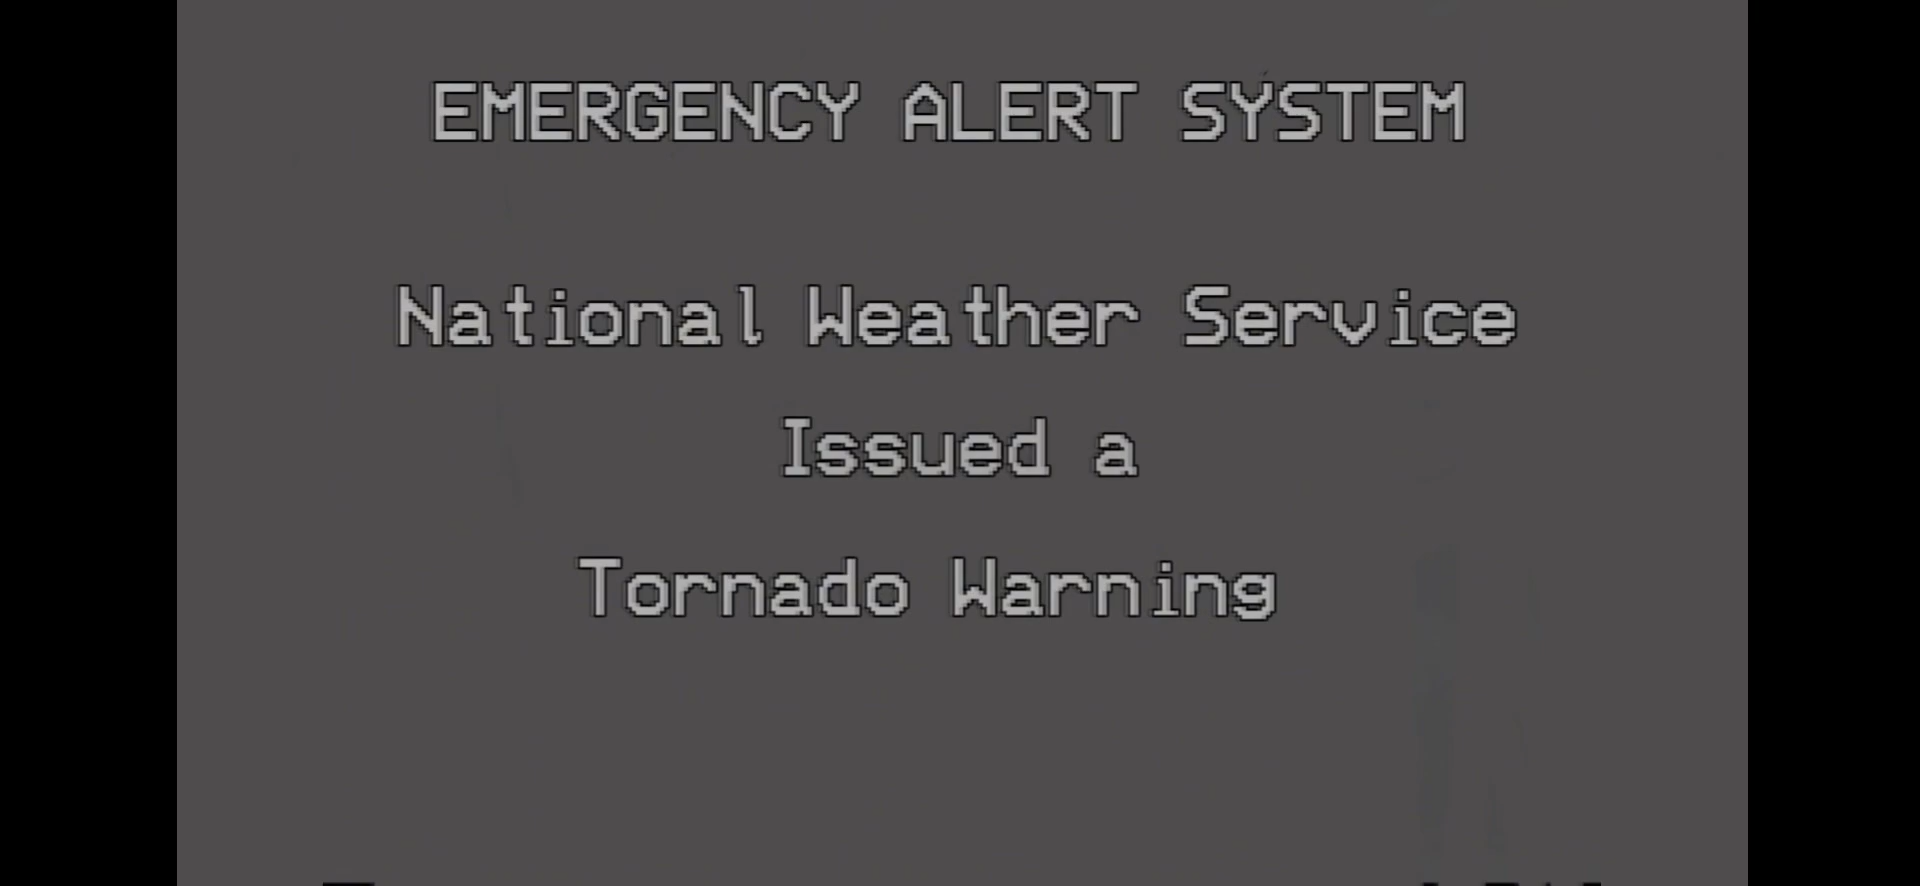 EMERGENCY ALERT SYSTEM
National Weather Service
Issued a
Tornado Warning